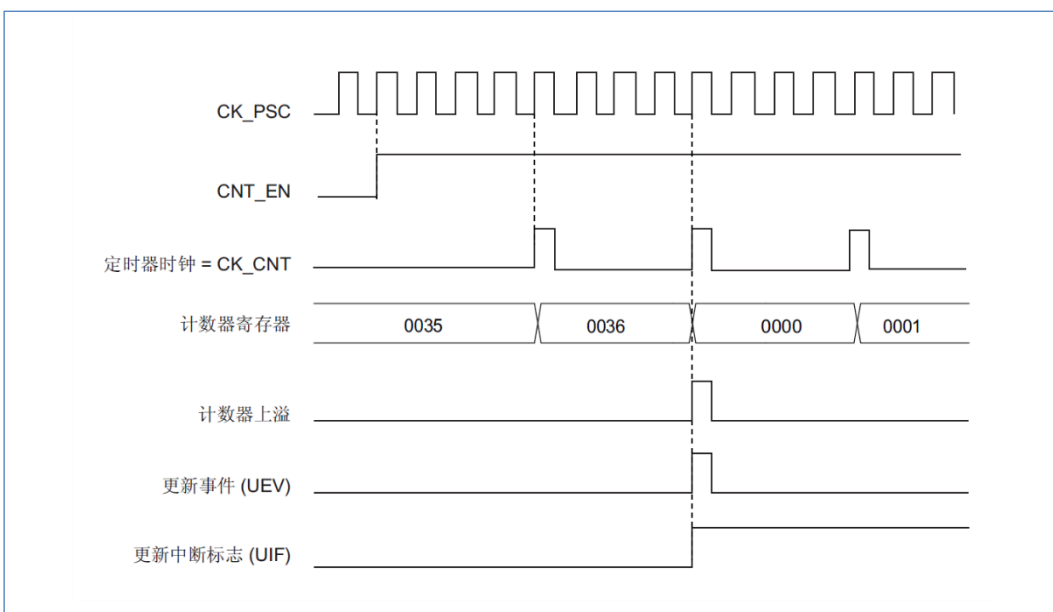 CK_PSC
CNT_EN
定时器时钟 = CK_CNT
计数器寄存器 0035 0036 0000 0001
计数器上溢
更新事件 (UEV)
更新中断标志 (UIF)